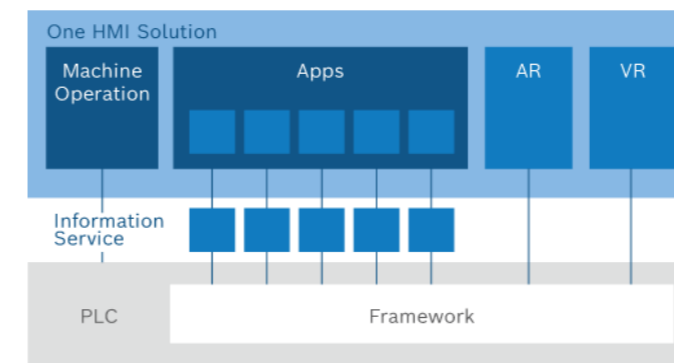 One HMI Solution
Machine
Operation
Apps
AR
VR
Information
Service
PLC
Framework